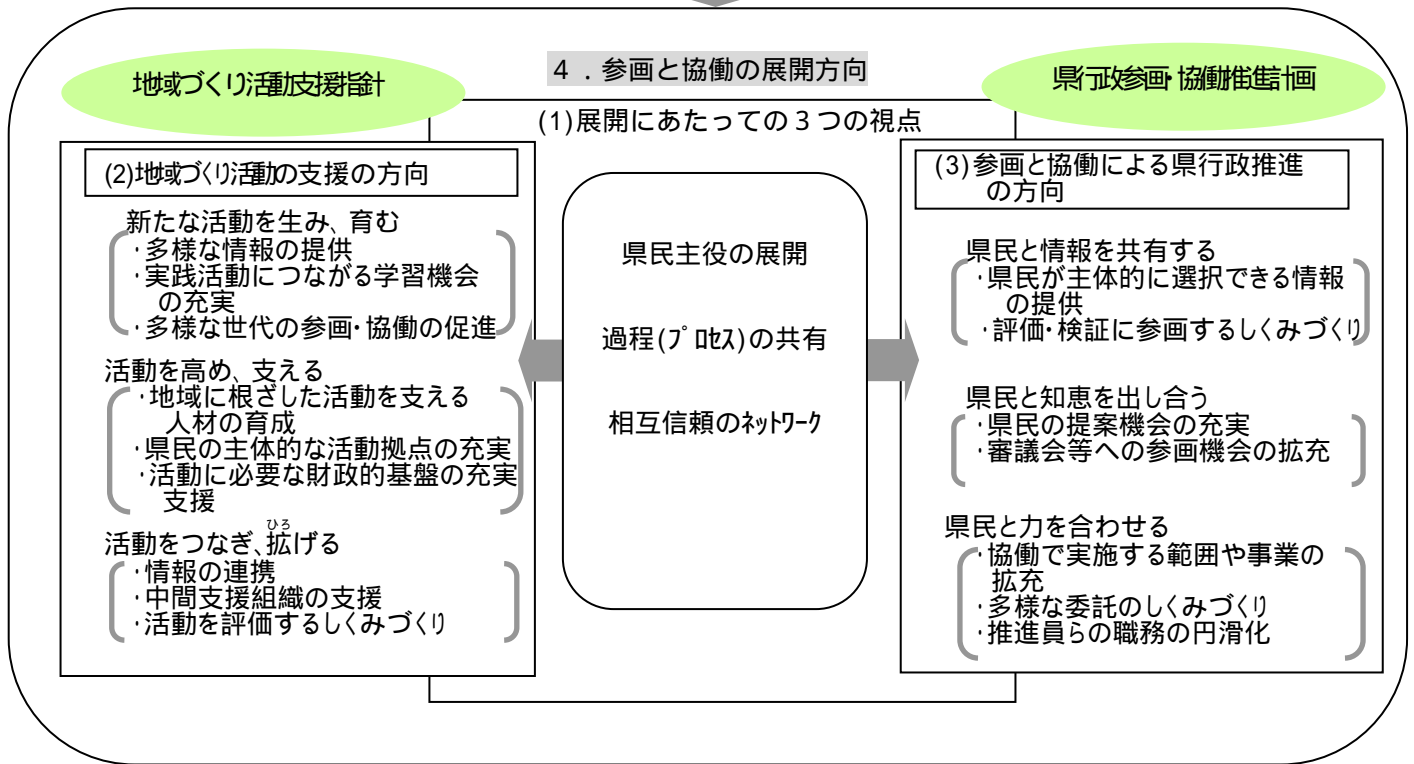 4．参画と協働の展開方向
地域づくり活動支援指針
県行政参画・協働推進計画
(1)展開にあたっての3つの視点
(2)地域づくり活動の支援の方向
新たな活動を生み、育む
・多様な情報の提供
・実践活動につながる学習機会
の充実
・多様な世代の参画・協働の促進
活動を高め、支える
・地域に根ざした活動を支える
人材の育成
・県民の主体的な活動拠点の充実
・活動に必要な財政的基盤の充実
支援
ひろ
活動をつなぎ、拡げる
・情報の連携
・中間支援組織の支援
・活動を評価するしくみづくり
県民主役の展開
過程(ﾌﾟﾛｾｽ)の共有
相互信頼のﾈｯﾄﾜｰｸ
(3)参画と協働による県行政推進
の方向
県民と情報を共有する
・県民が主体的に選択できる情報
の提供
・評価・検証に参画するしくみづくり
県民と知恵を出し合う
・県民の提案機会の充実
・審議会等への参画機会の拡充
県民と力を合わせる
・協働で実施する範囲や事業の
拡充
・多様な委託のしくみづくり
・推進員らの職務の円滑化